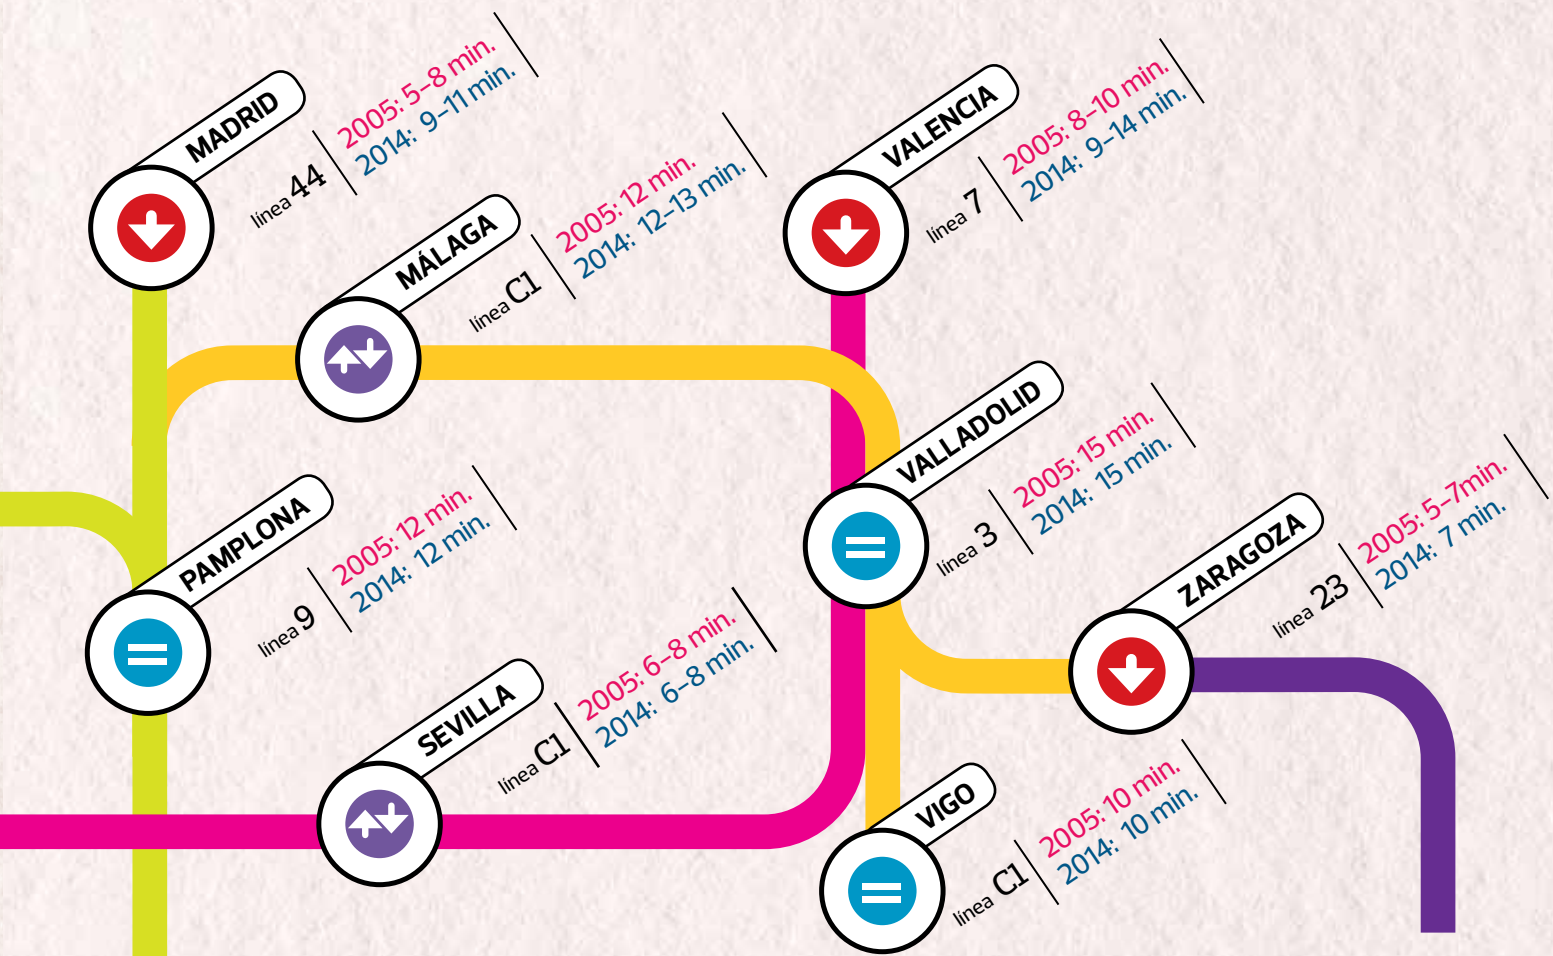 MADRID
línea 44
2005: 5-8 min.
2014: 9-11 min.
MÁLAGA
línea C1
2005: 12 min.
2014: 12-13 min.
VALENCIA
línea 7
2005: 8-10 min.
2014: 9-14 min.
VALLADOLID
línea 3
2005: 15 min.
2014: 15 min.
PAMPLONA
línea 9
2005: 12 min.
2014: 12 min.
ZARAGOZA
línea 23
2005: 5-7min.
2014: 7 min.
SEVILLA
línea C1
2005: 6-8 min.
2014: 6-8 min.
VIGO
línea C1
2005: 10 min.
2014: 10 min.